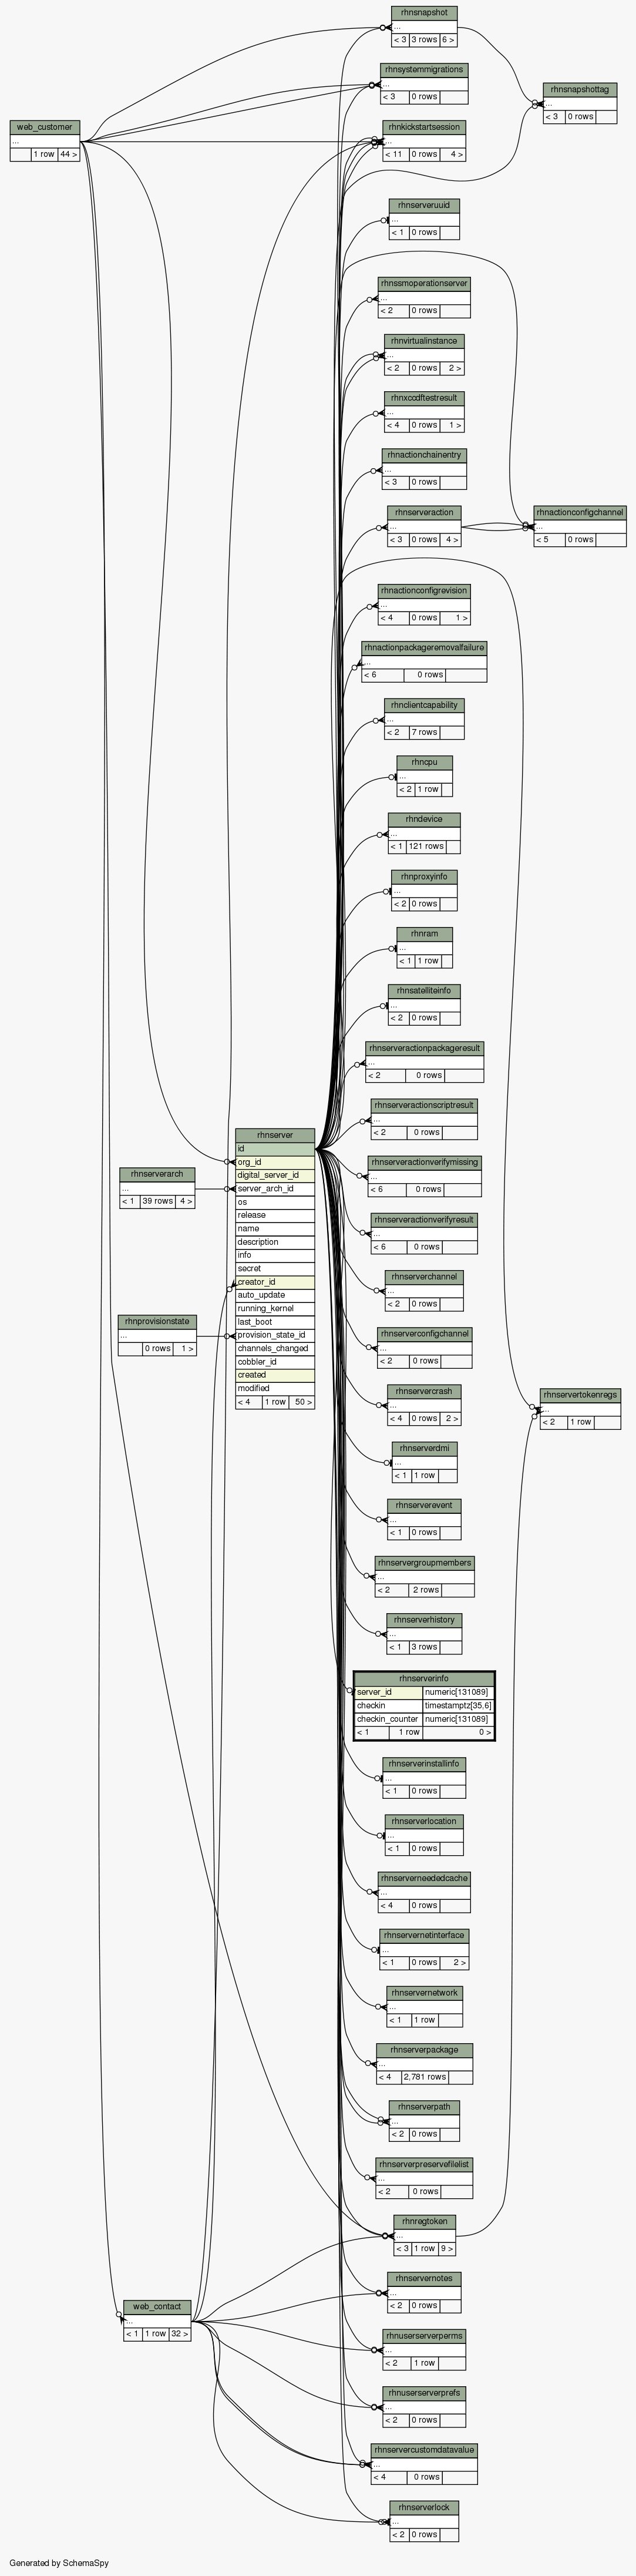 rhnsnapshot
...
< 3 3 rows 6 >
rhnsystemmigrations
...
< 3 0 rows
rhnsnapshottag
...
< 3 0 rows
web_customer
...
1 row 44 >
rhnkickstartsession
...
< 11 0 rows 4 >
rhnserveruuid
...
< 1 0 rows
rhnssmoperationserver
...
< 2 0 rows
rhnvirtualinstance
...
< 2 0 rows 2 >
rhnxccdftestresult
...
< 4 0 rows 1 >
rhnactionchainentry
...
< 3 0 rows
rhnserveraction
...
< 3 0 rows 4 >
rhnactionconfigchannel
...
< 5 0 rows
rhnactionconfigrevision
...
< 4 0 rows 1 >
rhnactionpackageremovalfailure
...
< 6 0 rows
rhnclientcapability
...
< 2 7 rows
rhncpu
...
< 2 1 row
rhndevice
...
< 1 121 rows
rhnproxyinfo
...
< 2 0 rows
rhnram
...
< 1 1 row
rhnsatelliteinfo
...
< 2 0 rows
rhnserveractionpackageresult
...
< 2 0 rows
rhnserveractionscriptresult
...
< 2 0 rows
rhnserver
id
org_id
digital_server_id
server_arch_id
os
release
name
description
info
secret
creator_id
auto_update
running_kernel
last_boot
provision_state_id
channels_changed
cobbler_id
created
modified
< 4 1 row 50 >
rhnserverarch
...
< 1 39 rows 4 >
rhnprovisionstate
...
0 rows 1 >
rhnserveractionverifymissing
...
< 6 0 rows
rhnserveractionverifyresult
...
< 6 0 rows
rhnserverchannel
...
< 2 0 rows
rhnserverconfigchannel
...
< 2 0 rows
rhnservercrash
...
< 4 0 rows 2 >
rhnservertokenregs
...
< 2 1 row
rhnserverdmi
...
< 1 1 row
rhnserverevent
...
< 1 0 rows
rhnservergroupmembers
...
< 2 2 rows
rhnserverhistory
...
< 1 3 rows
rhnserverinfo
server_id numeric[131089]
checkin timestamptz[35,6]
checkin_counter numeric[131089]
< 1 1 row 0 >
rhnserverinstallinfo
...
< 1 0 rows
rhnserverlocation
...
< 1 0 rows
rhnserverneededcache
...
< 4 0 rows
rhnservernetinterface
...
< 1 0 rows 2 >
rhnservernetwork
...
< 1 1 row
rhnserverpackage
...
< 4 2,781 rows
rhnserverpath
...
< 2 0 rows
rhnserverpreservefilelist
...
< 2 0 rows
rhnregtoken
...
< 3 1 row 9 >
rhnservernotes
...
< 2 0 rows
web_contact
...
< 1 1 row 32 >
rhnuserserverperms
...
< 2 1 row
rhnuserserverprefs
...
< 2 0 rows
rhnservercustomdatavalue
...
< 4 0 rows
rhnserverlock
...
< 2 0 rows
Generated by SchemaSpy